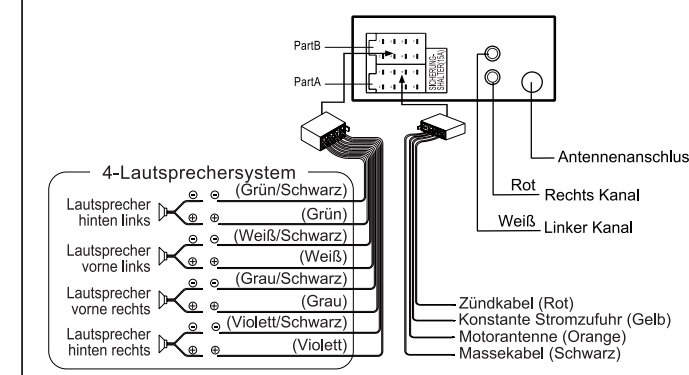 PartB
PartA
SICHERUNG-
SHALTER(15A)
Antennenanschlus
Rot
Rechts Kanal
Weiß
Linker Kanal
4-Lautsprechersystem
Lautsprecher
hinten links
(Grün/Schwarz)
(Grün)
Lautsprecher
vorne links
(Weiß/Schwarz)
(Weiß)
Lautsprecher
vorne rechts
(Grau/Schwarz)
(Grau)
Lautsprecher
hinten rechts
(Violett/Schwarz)
(Violett)
Zündkabel (Rot)
Konstante Stromzufuhr (Gelb)
Motorantenne (Orange)
Massekabel (Schwarz)